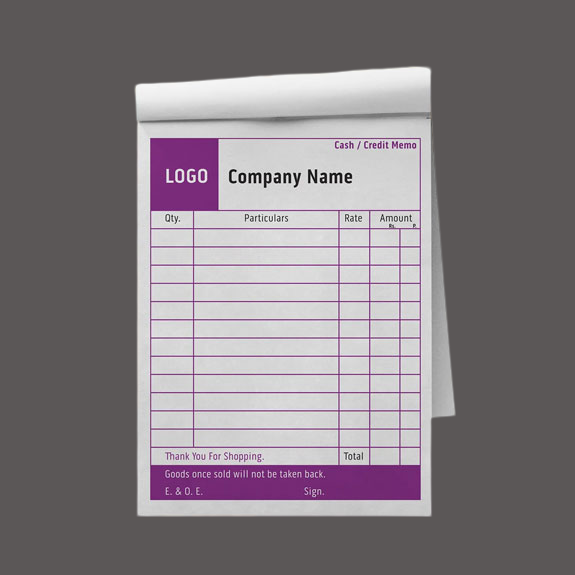 Cash / Credit Memo
LOGO
Company Name
Qty. Particulars Rate Amount
Rs. P.
Thank You For Shopping. Total
Goods once sold will not be taken back.
E. & O. E. Sign.